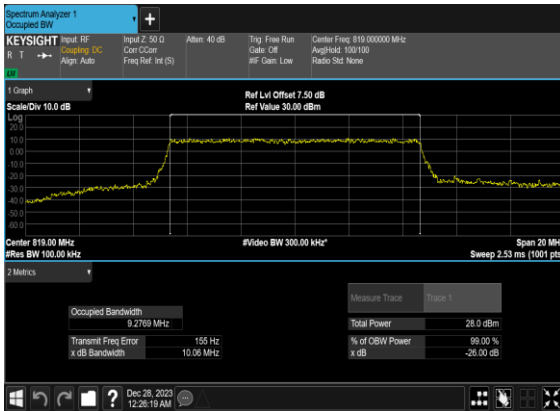 Spectrum Analyzer 1
Occupied BW
KEYSIGHT
R T
LXI
Input: RF
Coupling: DC
Align: Auto
Input Z: 50 Ω
Corr CCorr
Freq Ref: Int (S)
Atten: 40 dB
Trig: Free Run
Gate: Off
#IF Gain: Low
Center Freq: 819.000000 MHz
Avg|Hold: 100/100
Radio Std: None
1 Graph
Scale/Div 10.0 dB
Ref Lvl Offset 7.50 dB
Ref Value 30.00 dBm
Log
20.0
10.0
0.00
-10.0
-20.0
-30.0
-40.0
-50.0
-60.0
Center 819.00 MHz
#Res BW 100.00 kHz
#Video BW 300.00 kHz*
Span 20 MH
Sweep 2.53 ms (1001 pts
2 Metrics
Measure Trace
Trace 1
Occupied Bandwidth
9.2769 MHz
Total Power
28.0 dBm
Transmit Freq Error
155 Hz
% of OBW Power
99.00 %
x dB Bandwidth
10.06 MHz
x dB
-26.00 dB
?
Dec 28, 2023
12:26:19 AM